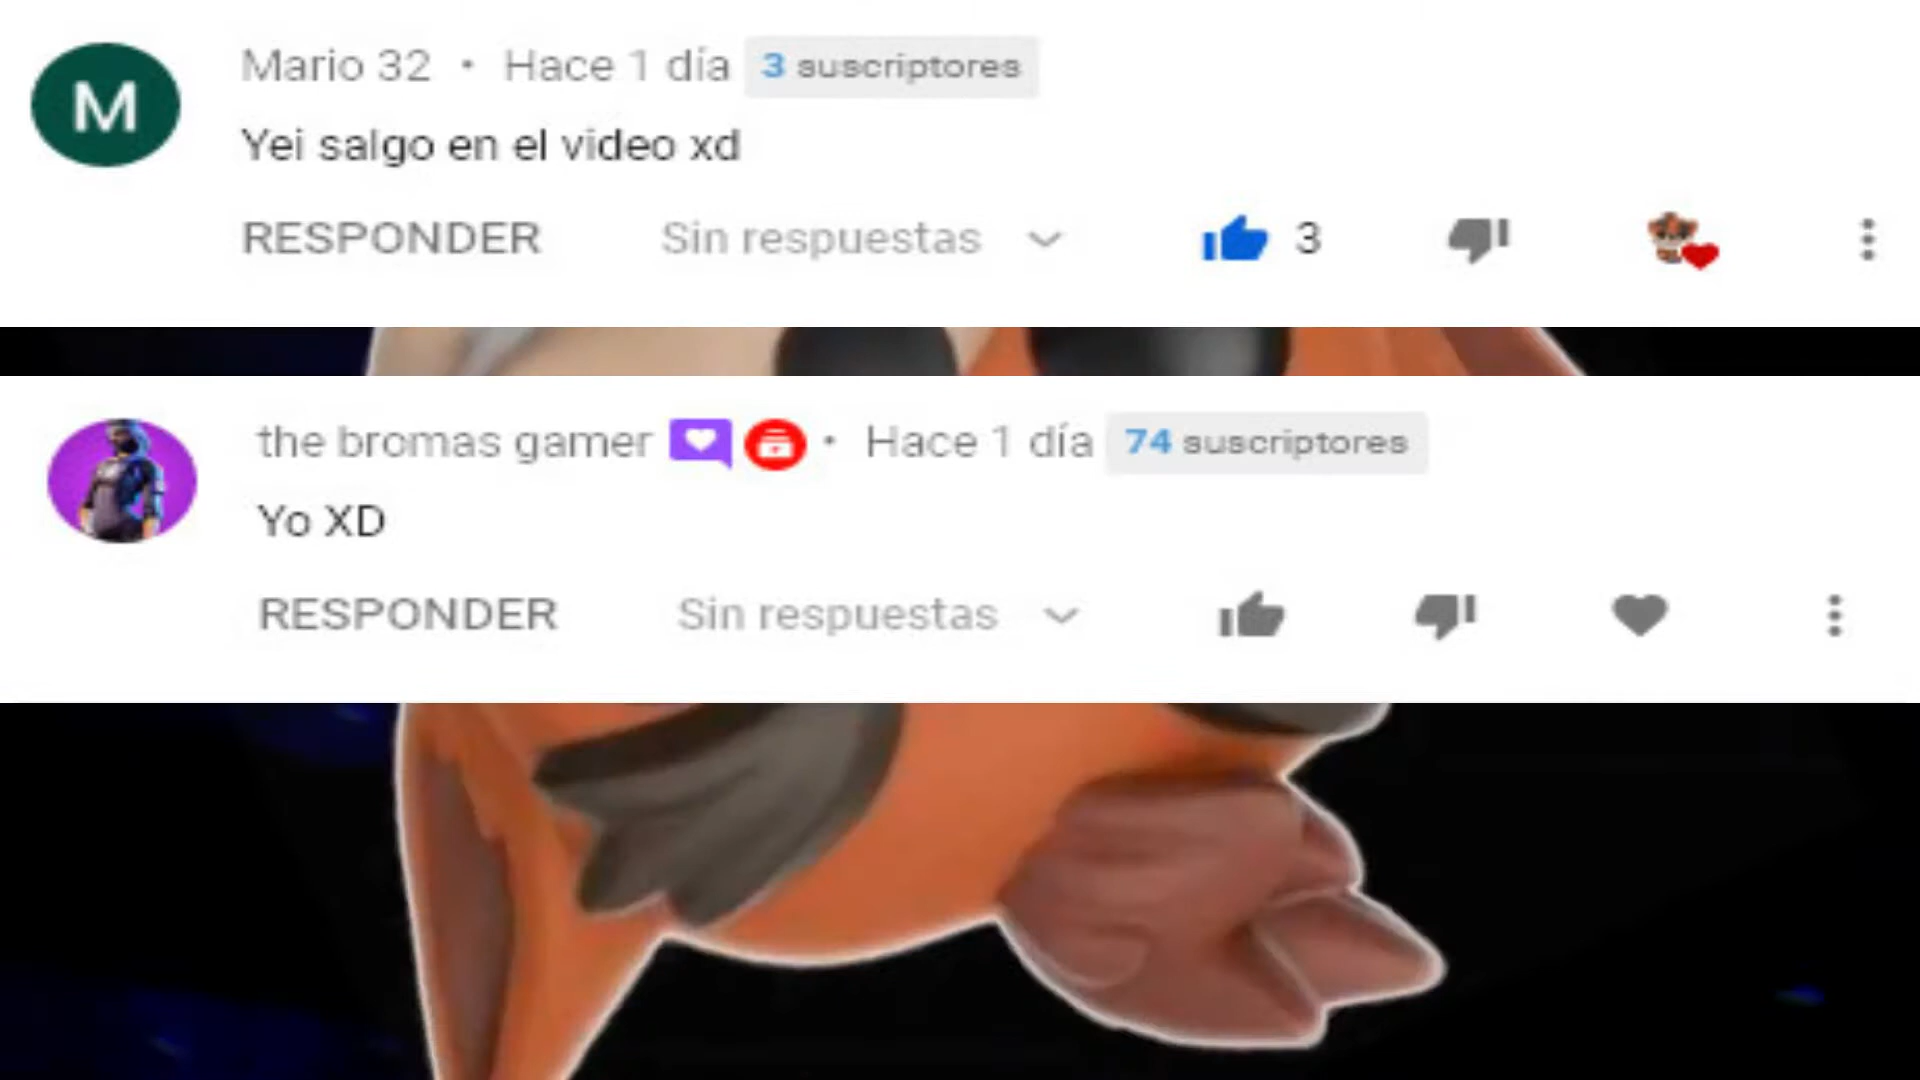 M
Mario 32 • Hace 1 día 3 suscriptores
Yei salgo en el video xd
RESPONDER Sin respuestas 3
the bromas gamer • Hace 1 día 74 suscriptores
Yo XD
RESPONDER Sin respuestas